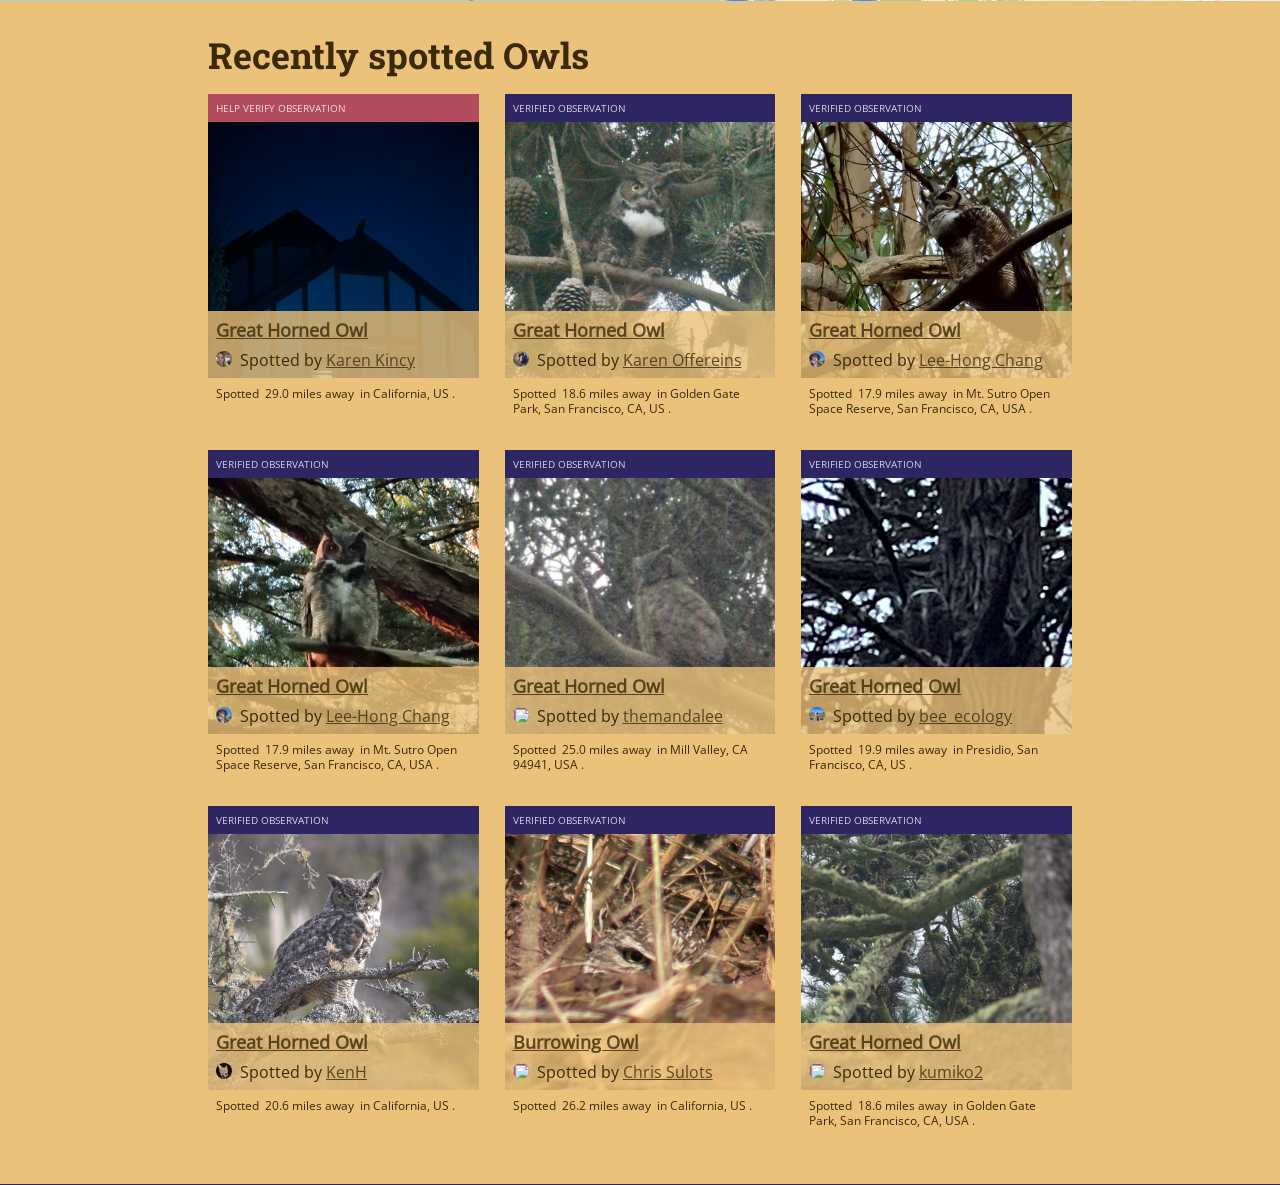 Recently spotted Owls
HELP VERIFY OBSERVATION
Great Horned Owl
Spotted by Karen Kincy
Spotted 29.0 miles away in California, US .
VERIFIED OBSERVATION
Great Horned Owl
Spotted by Karen Offereins
Spotted 18.6 miles away in Golden Gate
Park, San Francisco, CA, US .
VERIFIED OBSERVATION
Great Horned Owl
Spotted by Lee-Hong Chang
Spotted 17.9 miles away in Mt. Sutro Open
Space Reserve, San Francisco, CA, USA .
VERIFIED OBSERVATION
Great Horned Owl
Spotted by Lee-Hong Chang
Spotted 17.9 miles away in Mt. Sutro Open
Space Reserve, San Francisco, CA, USA .
VERIFIED OBSERVATION
Great Horned Owl
Spotted by themandalee
Spotted 25.0 miles away in Mill Valley, CA
94941, USA .
VERIFIED OBSERVATION
Great Horned Owl
Spotted by bee_ecology
Spotted 19.9 miles away in Presidio, San
Francisco, CA, US .
VERIFIED OBSERVATION
Great Horned Owl
Spotted by KenH
Spotted 20.6 miles away in California, US .
VERIFIED OBSERVATION
Burrowing Owl
Spotted by Chris Sulots
Spotted 26.2 miles away in California, US .
VERIFIED OBSERVATION
Great Horned Owl
Spotted by kumiko2
Spotted 18.6 miles away in Golden Gate
Park, San Francisco, CA, USA .